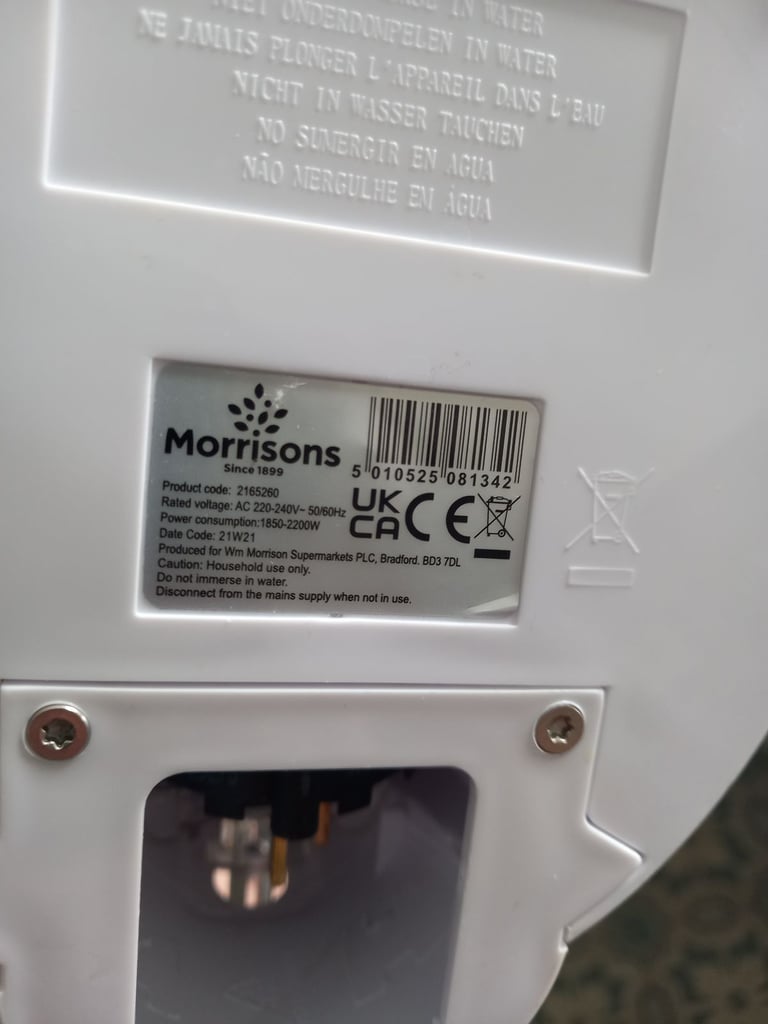 IN WATER
NIET ONDERDOMPELEN IN WATER
NE JAMAIS PLONGER L'APPAREIL DANS L'EAU
NICHT IN WASSER TAUCHEN
NO SUMERGIR EN AGUA
NÃO MERGULHE EM ÁGUA
Morrisons
Since 1899
5 010525 081342
Product code: 2165260
Rated voltage: AC 220-240V~ 50/60Hz
Power consumption:1850-2200W
Date Code: 21W21
UK
CA CE
Produced for Wm Morrison Supermarkets PLC, Bradford. BD3 7DL
Caution: Household use only.
Do not immerse in water.
Disconnect from the mains supply when not in use.